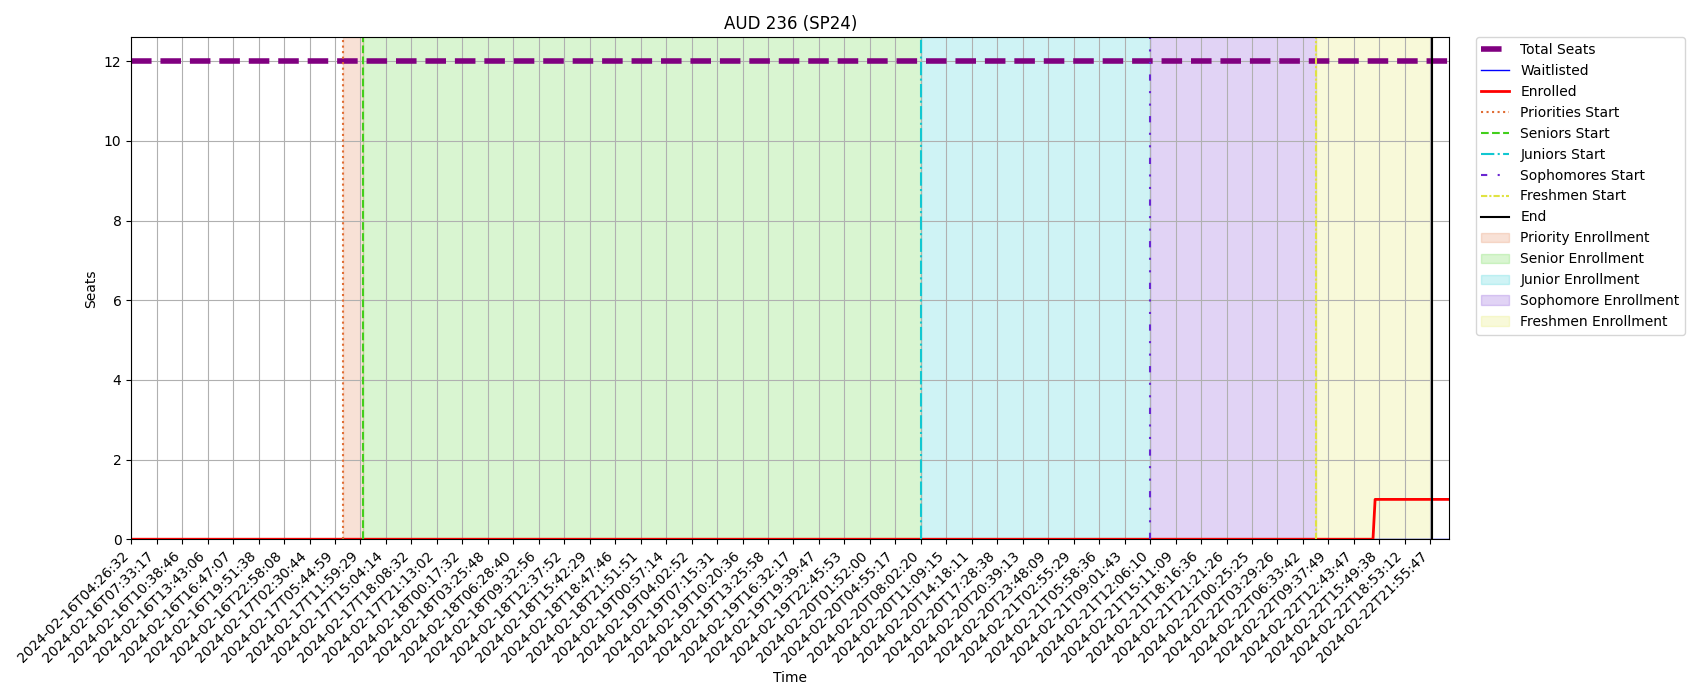 AUD 236 (SP24)
Seats
12
10
8
6
4
2
0
2024-02-16T04:26:32
2024-02-16T07:33:17
2024-02-16T10:38:46
2024-02-16T13:43:06
2024-02-16T16:47:07
2024-02-16T19:51:38
2024-02-16T22:58:08
2024-02-17T02:30:44
2024-02-17T05:44:59
2024-02-17T11:59:29
2024-02-17T15:04:14
2024-02-17T18:08:32
2024-02-17T21:13:02
2024-02-18T00:17:32
2024-02-18T03:25:48
2024-02-18T06:28:40
2024-02-18T09:32:56
2024-02-18T12:37:52
2024-02-18T15:42:29
2024-02-18T18:47:46
2024-02-18T21:51:51
2024-02-19T00:57:14
2024-02-19T04:02:52
2024-02-19T07:15:31
2024-02-19T10:20:36
2024-02-19T13:25:58
2024-02-19T16:32:17
2024-02-19T19:39:47
2024-02-19T22:45:53
2024-02-20T01:52:00
2024-02-20T04:55:17
2024-02-20T08:02:20
2024-02-20T11:09:15
2024-02-20T14:18:11
2024-02-20T17:28:38
2024-02-20T20:39:13
2024-02-20T23:48:09
2024-02-21T02:55:29
2024-02-21T05:58:36
2024-02-21T09:01:43
2024-02-21T12:06:10
2024-02-21T15:11:09
2024-02-21T18:16:36
2024-02-21T21:21:26
2024-02-22T00:25:25
2024-02-22T03:29:26
2024-02-22T06:33:42
2024-02-22T09:37:49
2024-02-22T12:43:47
2024-02-22T15:49:38
2024-02-22T18:53:12
2024-02-22T21:55:47
Time
Total Seats
Waitlisted
Enrolled
Priorities Start
Seniors Start
Juniors Start
Sophomores Start
Freshmen Start
End
Priority Enrollment
Senior Enrollment
Junior Enrollment
Sophomore Enrollment
Freshmen Enrollment